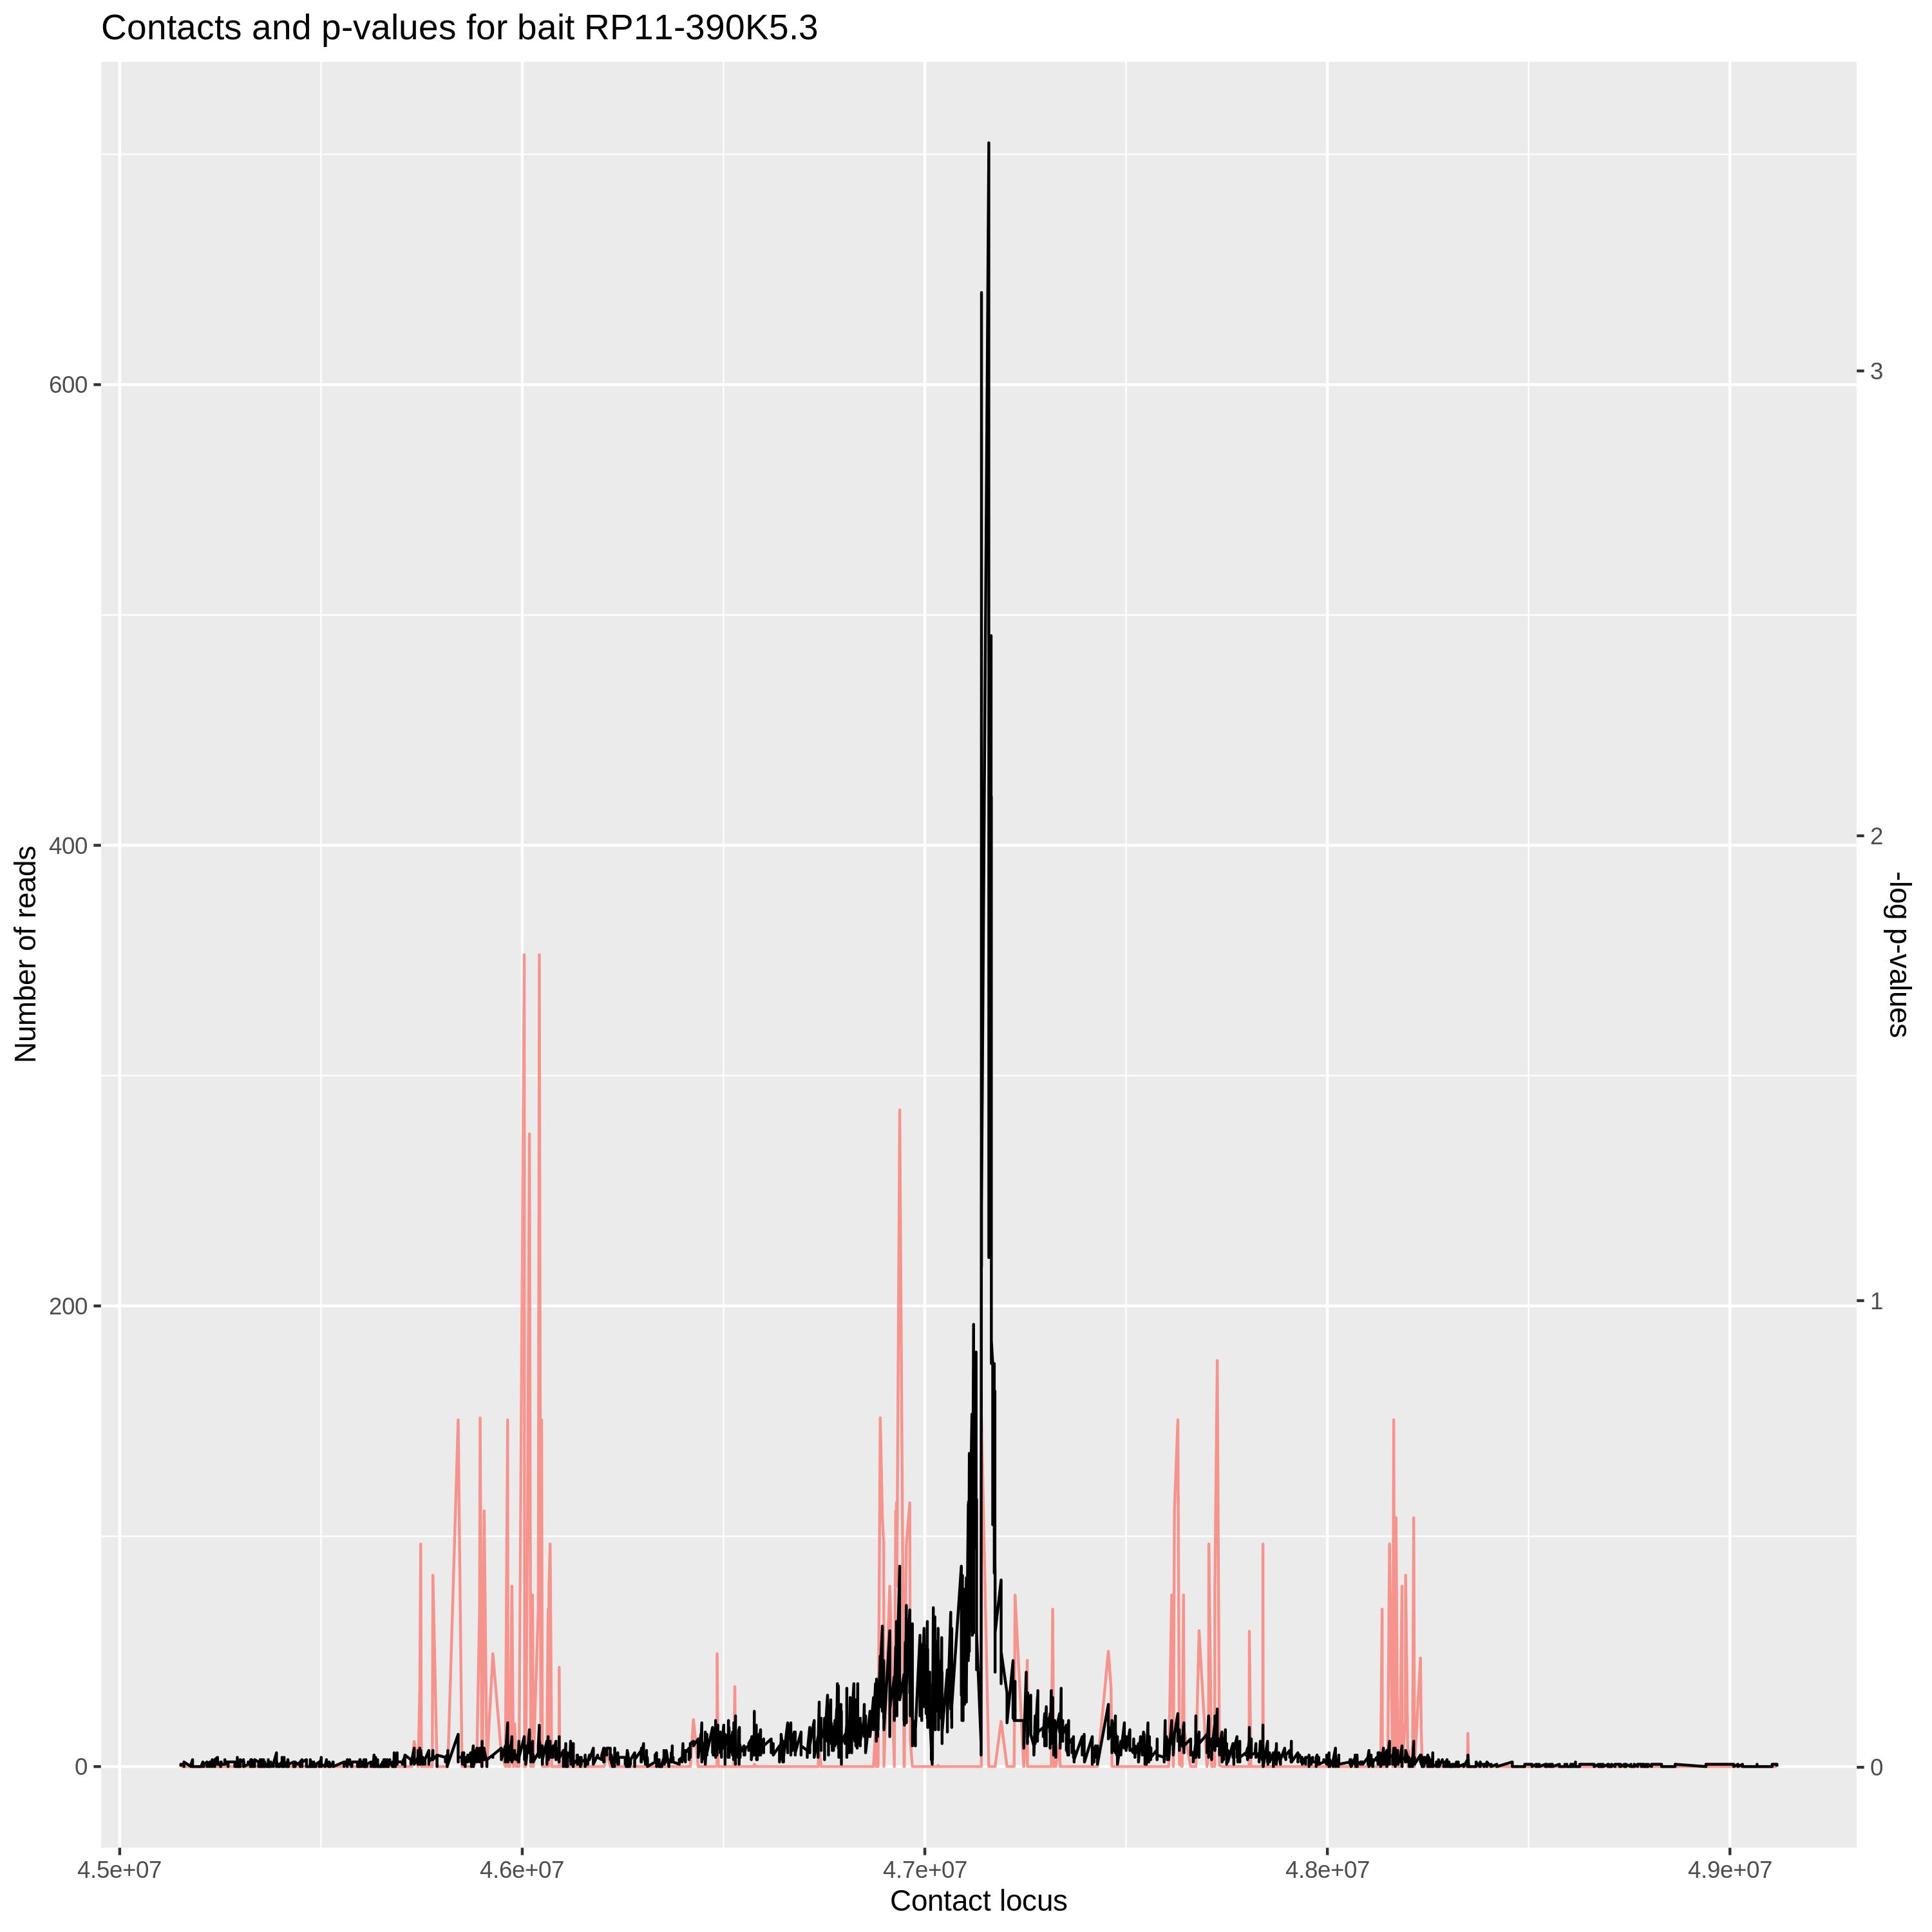 Contacts and p-values for bait RP11-390K5.3
600
400
200
0
Number of reads
3
2
1
0
-log p-values
4.5e+07 4.6e+07 4.7e+07 4.8e+07 4.9e+07
Contact locus